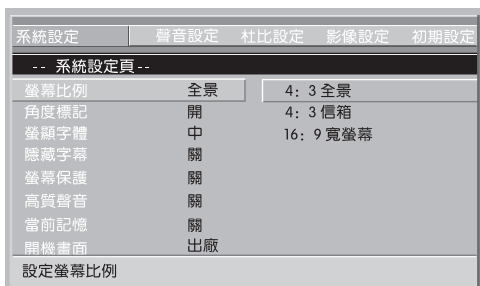 系統設定 聲音設定 杜比設定 影像設定 初期設定
-- 系統設定頁--
螢幕比例 全景 4：3全景
角度標記 開 4：3信箱
螢顯字體 中 16：9寬螢幕
隱藏字幕 關
螢幕保護 關
高質聲音 關
當前記憶 關
開機畫面 出廠
設定螢幕比例